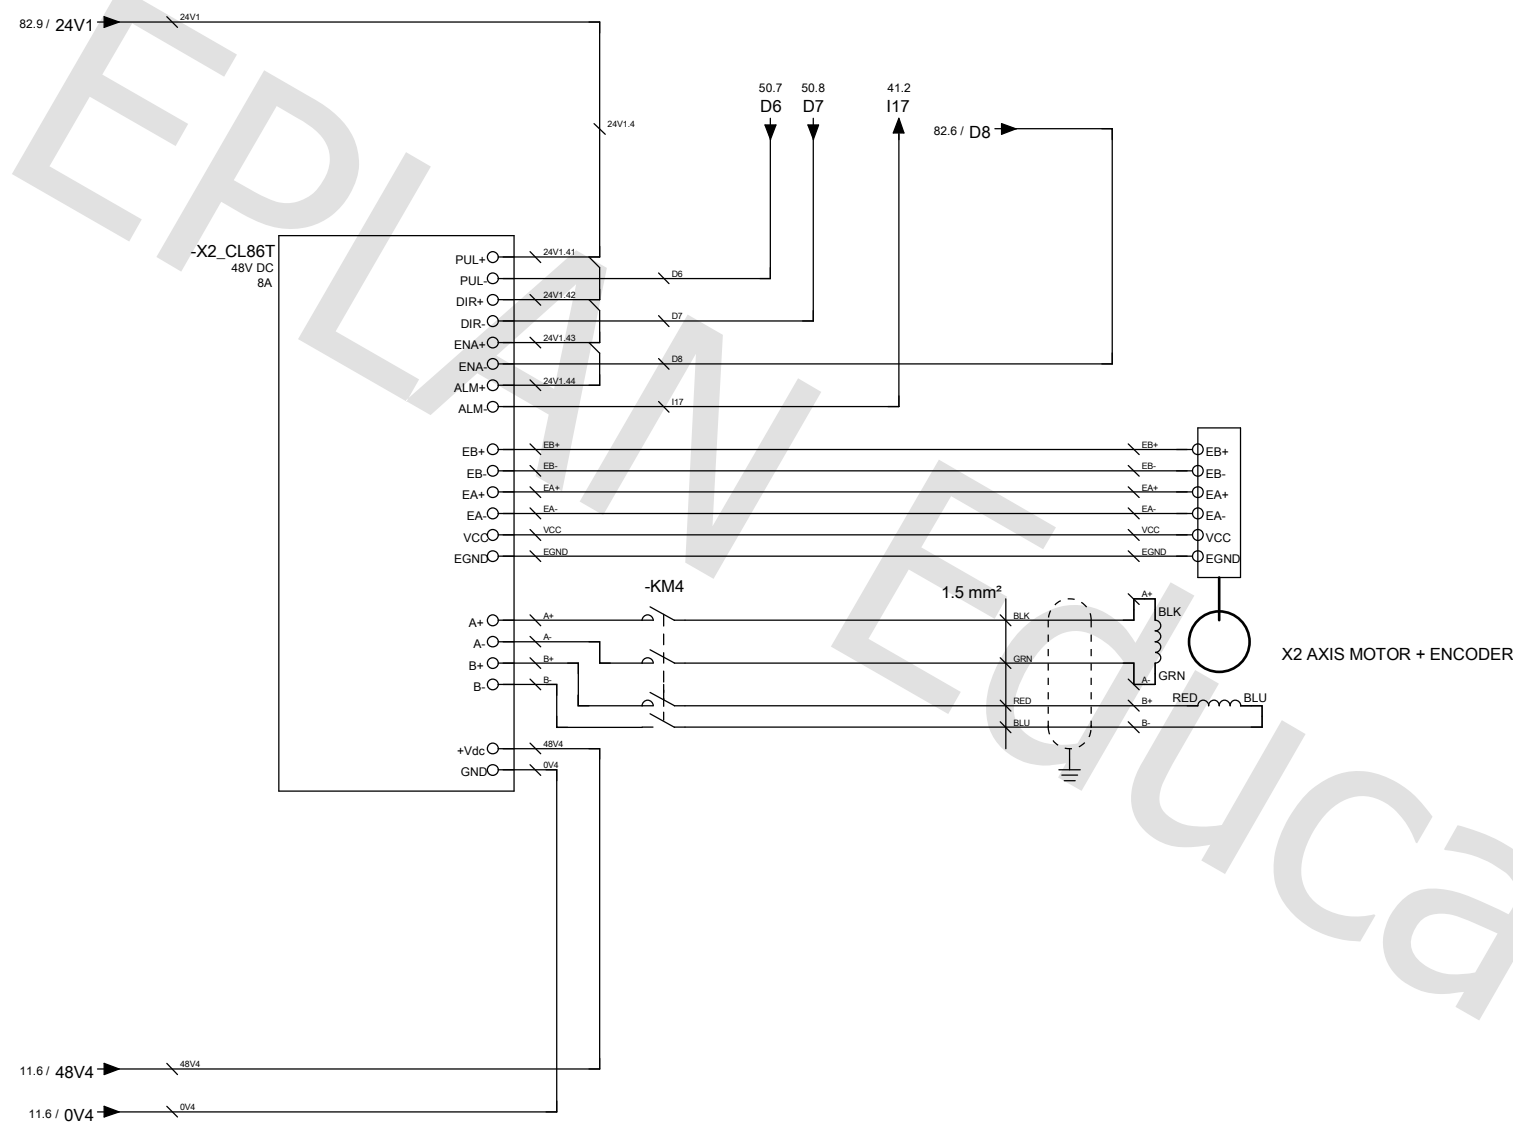 82.9 / 24V1
24V1
24V1.4
50.7
D6
50.8
D7
41.2
I17
82.6 / D8
-X2_CL86T
48V DC
8A
PUL+
24V1.41
PUL-
D6
DIR+
24V1.42
DIR-
D7
ENA+
24V1.43
ENA-
D8
ALM+
24V1.44
ALM-
I17
EB+
EB+
EB+
EB+
EB-
EB-
EB-
EB-
EA+
EA+
EA+
EA+
EA-
EA-
EA-
EA-
VCC
VCC
VCC
VCC
EGND
EGND
EGND
EGND
-KM4
1.5 mm²
A+
A+
BLK
A+
BLK
A-
A-
B+
B+
GRN
A-
GRN
B-
B-
RED
B+
RED
BLU
BLU
B-
X2 AXIS MOTOR + ENCODER
+Vdc
48V4
GND
0V4
11.6 / 48V4
48V4
11.6 / 0V4
0V4
EPLAN Educa